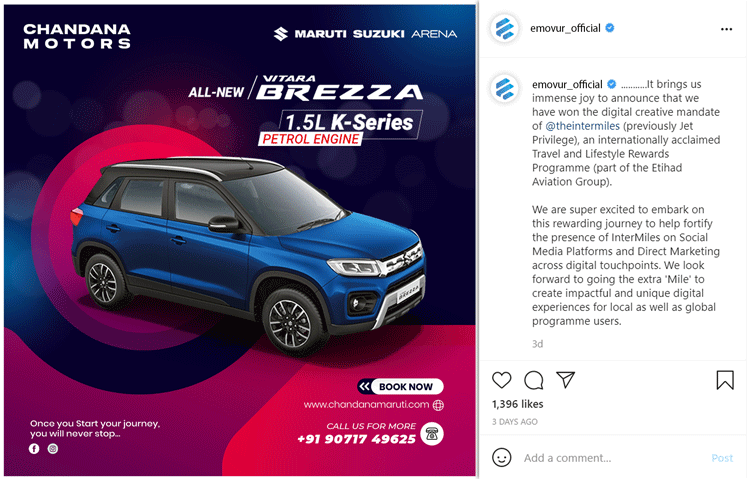 CHANDANA
MOTORS
MARUTI SUZUKI ARENA
ALL-NEW
VITARA
BREZZA
1.5L K-Series
PETROL ENGINE
BREZZA
BOOK NOW
www.chandanamaruti.com
Once you Start your journey,
you will never stop...
CALL US FOR MORE
+91 90717 49625
emovur_official
emovur_official ...........It brings us
immense joy to announce that we
have won the digital creative mandate
of @theintermiles (previously Jet
Privilege), an internationally acclaimed
Travel and Lifestyle Rewards
Programme (part of the Etihad
Aviation Group).
We are super excited to embark on
this rewarding journey to help fortify
the presence of InterMiles on Social
Media Platforms and Direct Marketing
across digital touchpoints. We look
forward to going the extra 'Mile' to
create impactful and unique digital
experiences for local as well as global
programme users.
3d
1,396 likes
3 DAYS AGO
Add a comment...
Post